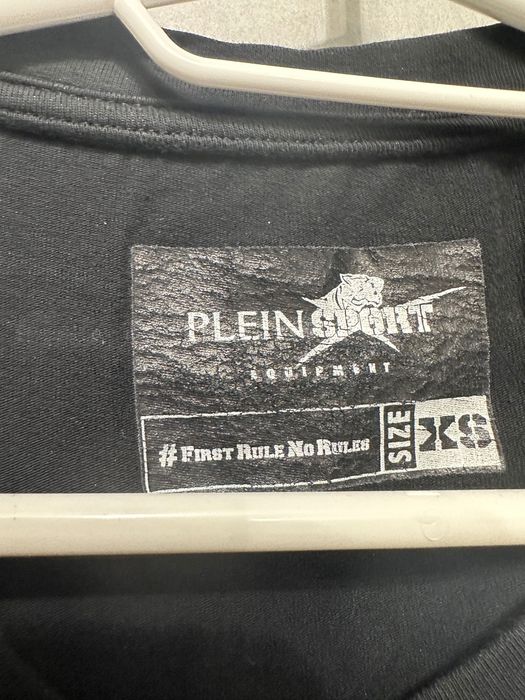 PLEIN SPORT
EQUIPMENT
# FIRST RULE NO RULES
SIZE
XS